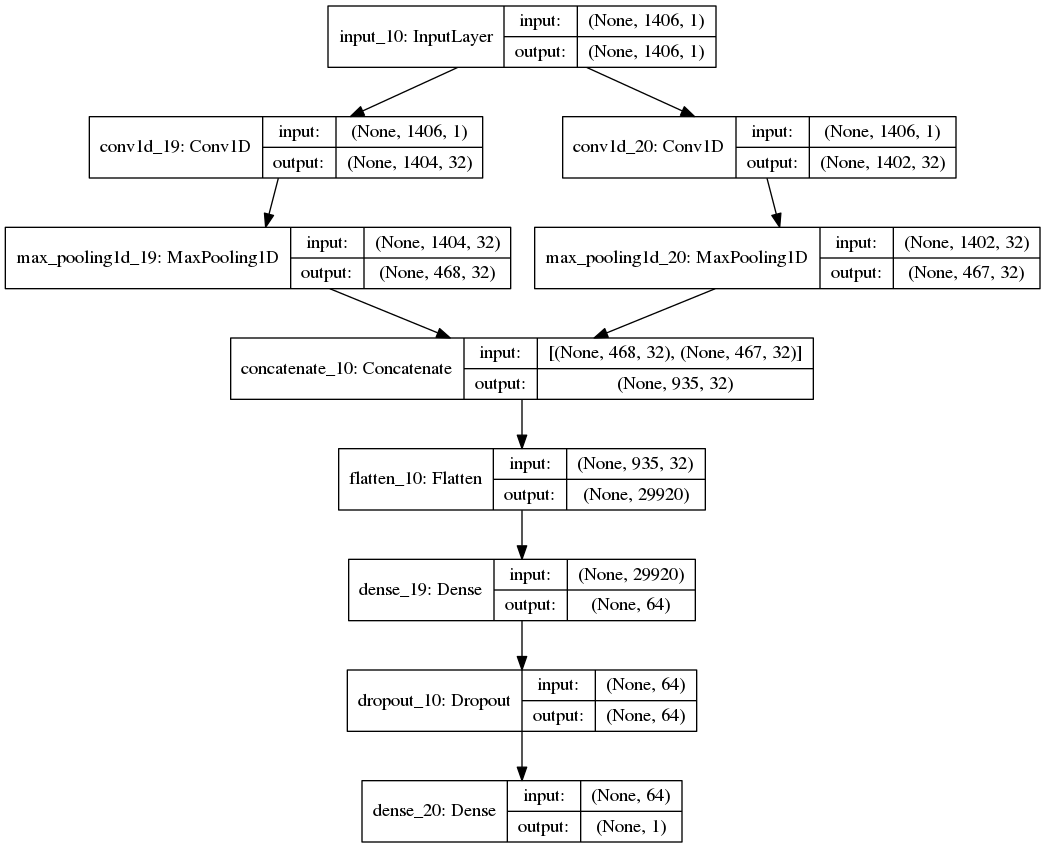 input_10: InputLayer
input: (None, 1406, 1)
output: (None, 1406, 1)
conv1d_19: Conv1D
input: (None, 1406, 1)
output: (None, 1404, 32)
conv1d_20: Conv1D
input: (None, 1406, 1)
output: (None, 1402, 32)
max_pooling1d_19: MaxPooling1D
input: (None, 1404, 32)
output: (None, 468, 32)
max_pooling1d_20: MaxPooling1D
input: (None, 1402, 32)
output: (None, 467, 32)
concatenate_10: Concatenate
input: [(None, 468, 32), (None, 467, 32)]
output: (None, 935, 32)
flatten_10: Flatten
input: (None, 935, 32)
output: (None, 29920)
dense_19: Dense
input: (None, 29920)
output: (None, 64)
dropout_10: Dropout
input: (None, 64)
output: (None, 64)
dense_20: Dense
input: (None, 64)
output: (None, 1)